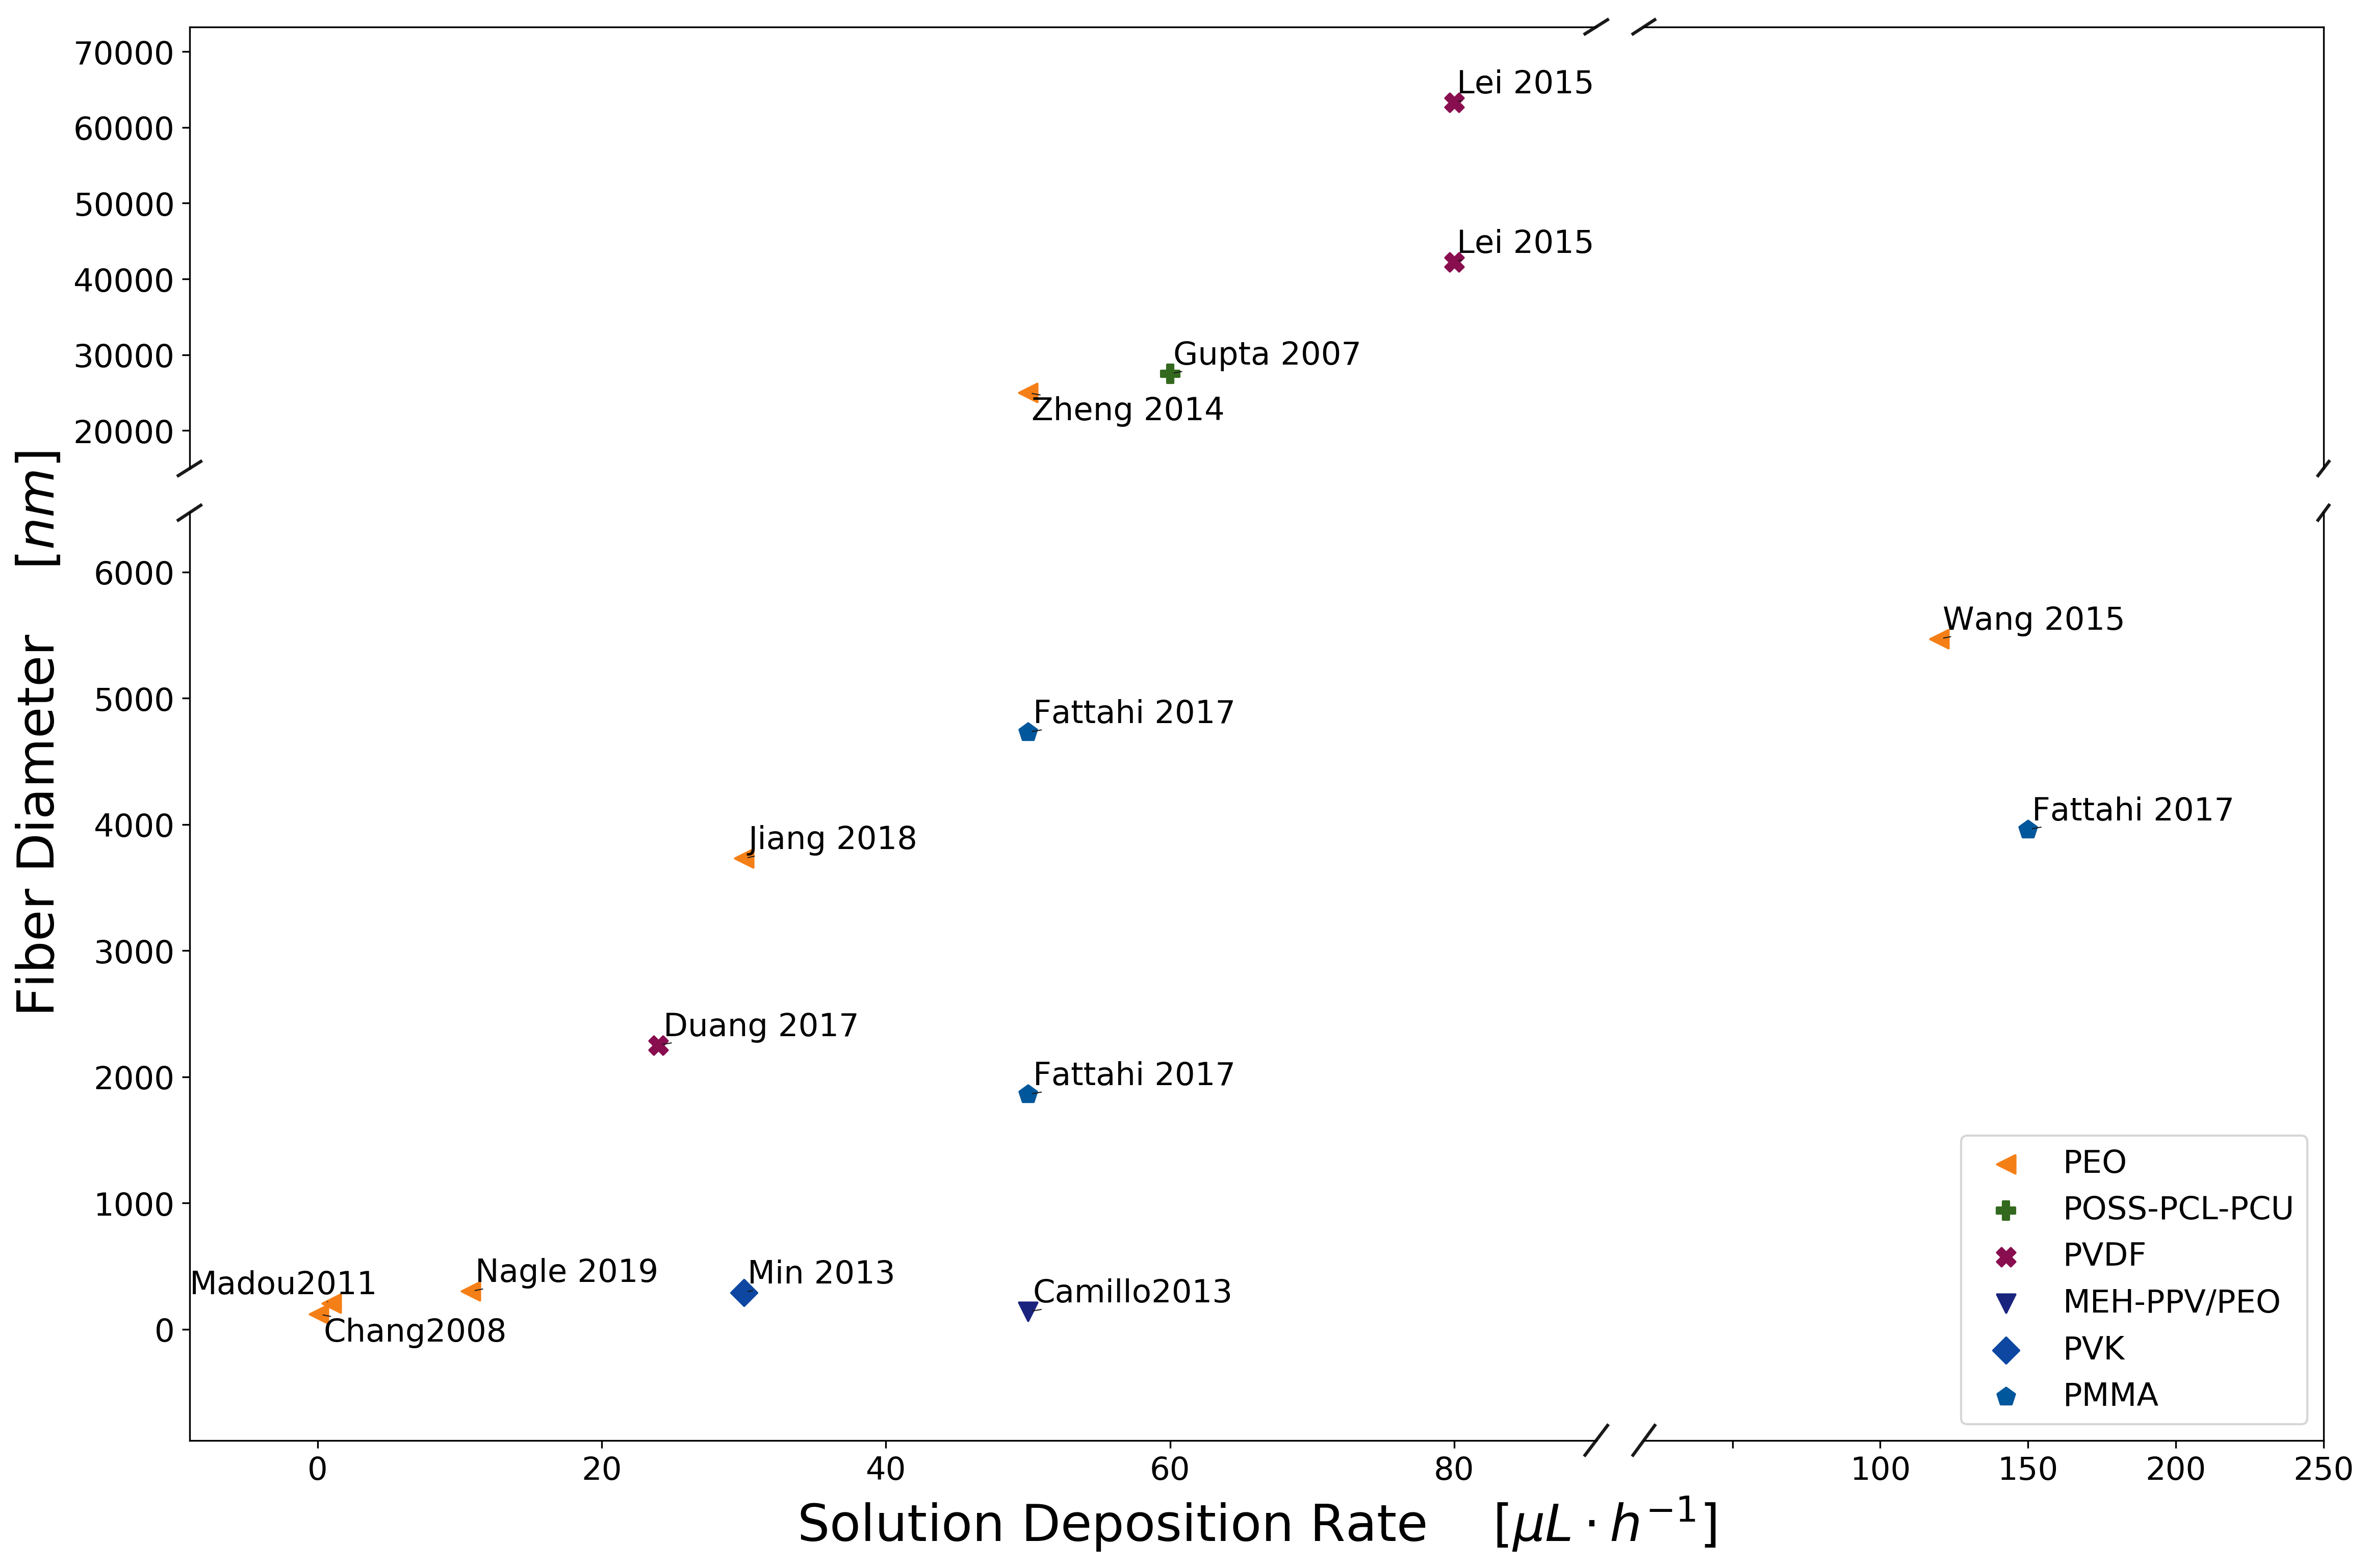 70000
60000
50000
40000
30000
20000
6000
5000
4000
3000
2000
1000
0
Fiber Diameter [nm]
Lei 2015
Lei 2015
Gupta 2007
Zheng 2014
Wang 2015
Fattahi 2017
Fattahi 2017
Jiang 2018
Duang 2017
Fattahi 2017
Nagle 2019
Min 2013
Madou2011
Camillo2013
Chang2008
PEO
POSS-PCL-PCU
PVDF
MEH-PPV/PEO
PVK
PMMA
0 20 40 60 80 100 150 200 250
Solution Deposition Rate [μL · h⁻¹]